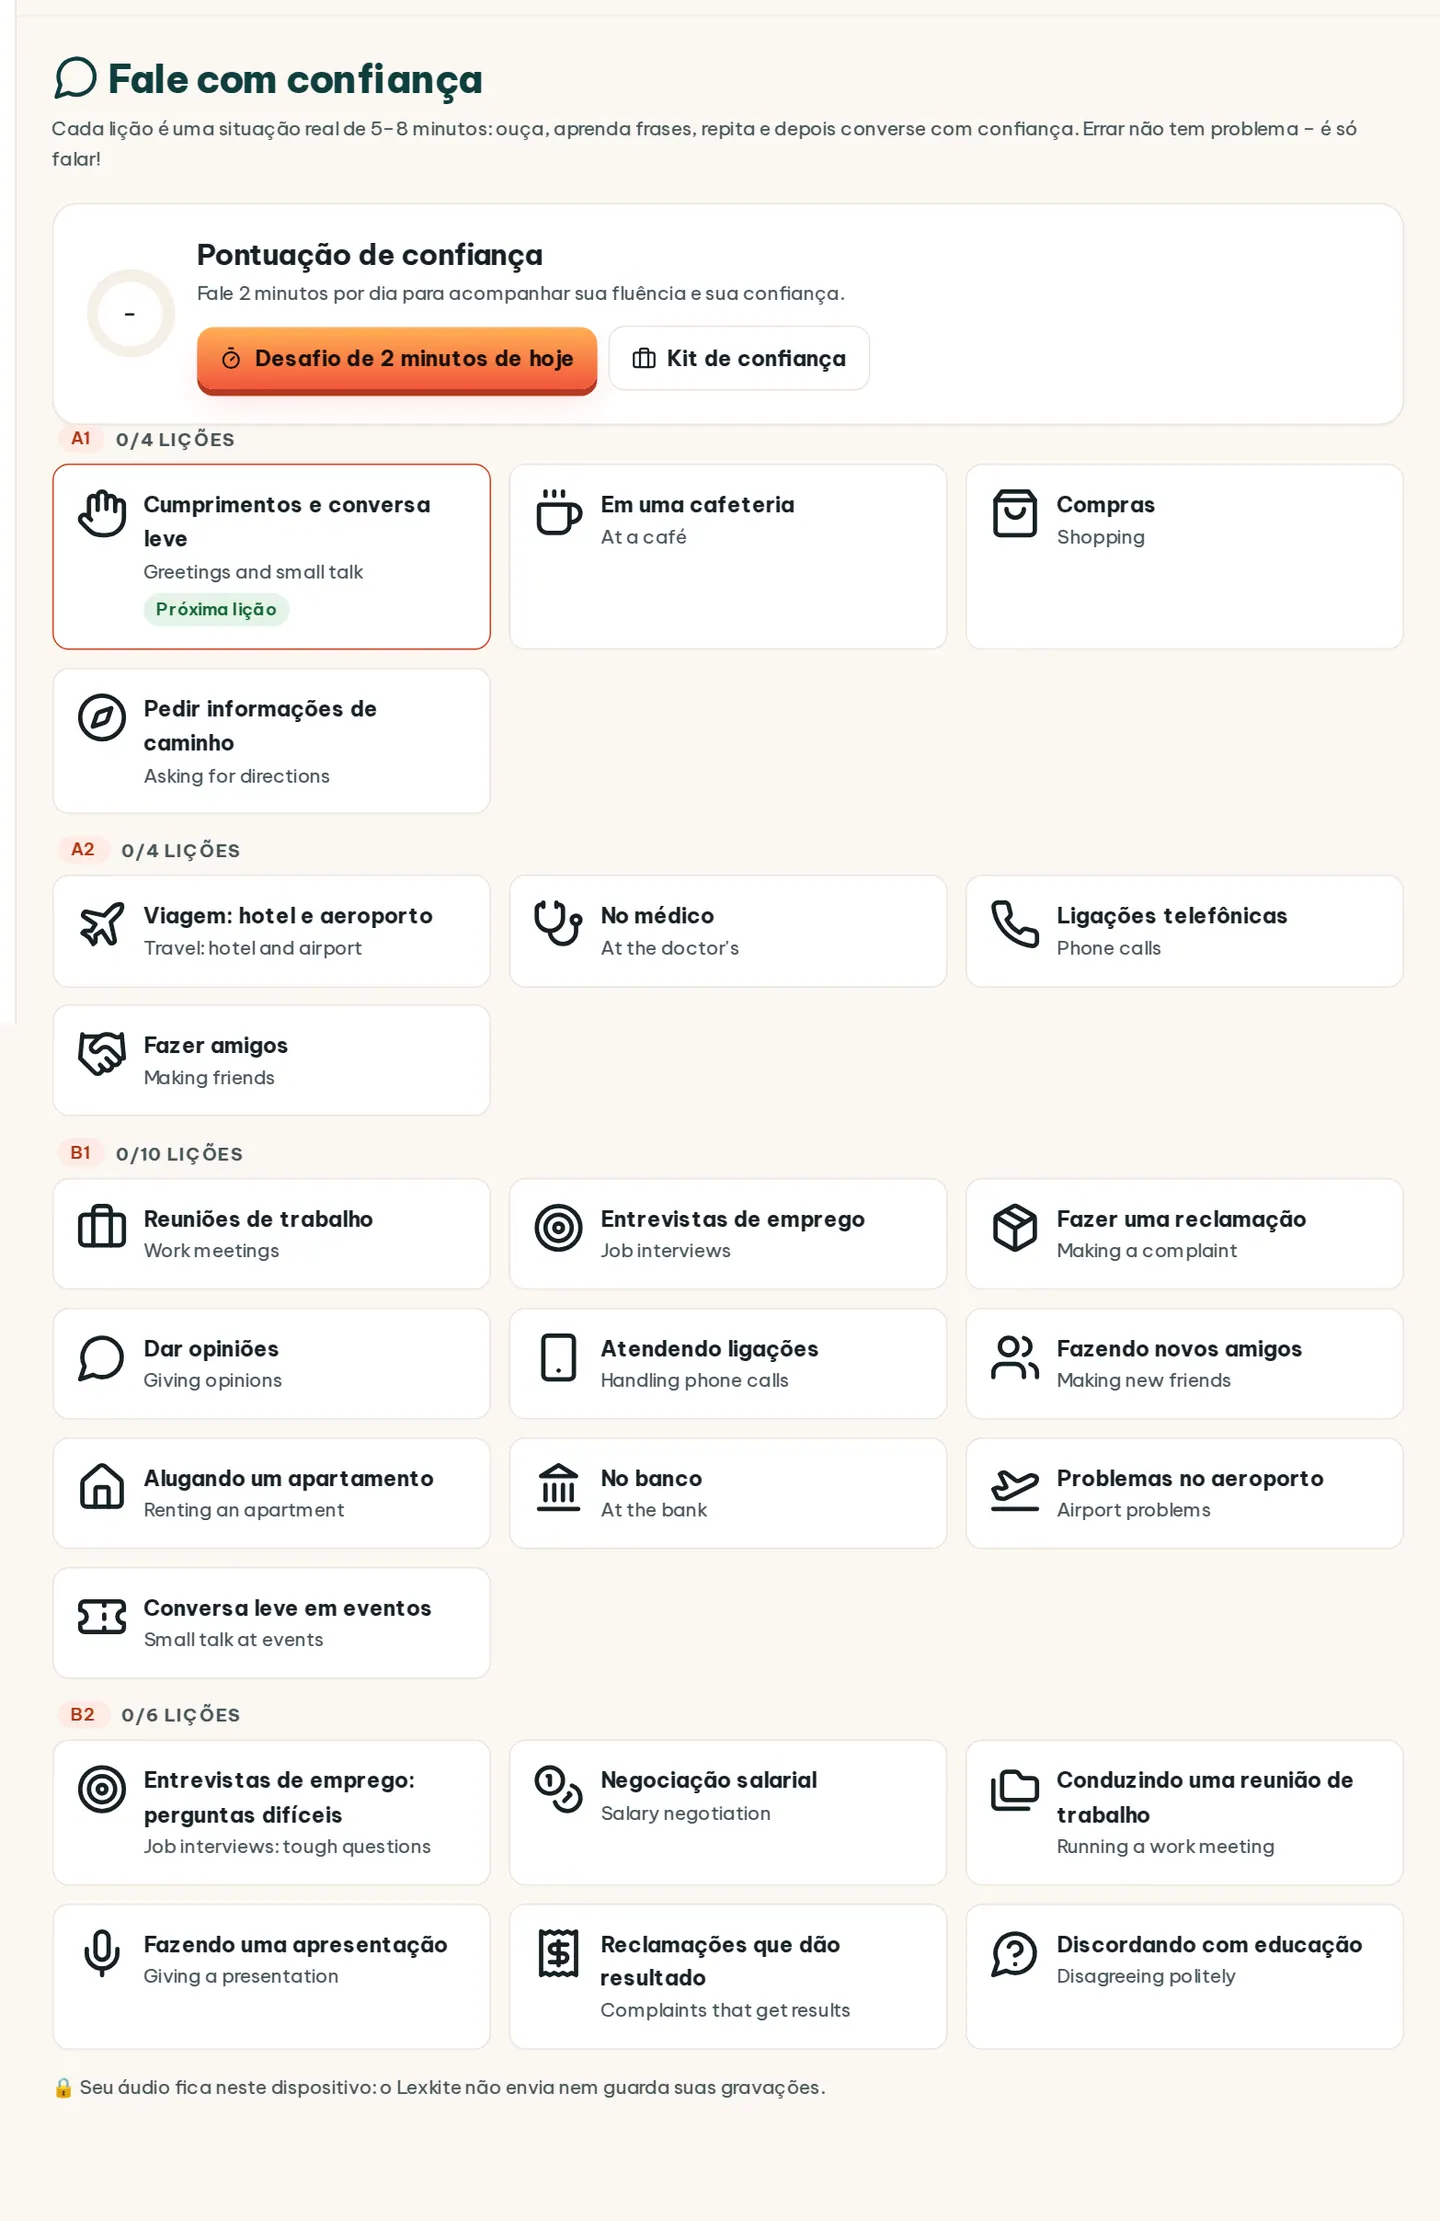 Fale com confiança
Cada lição é uma situação real de 5–8 minutos: ouça, aprenda frases, repita e depois converse com confiança. Errar não tem problema – é só
falar!
Pontuação de confiança
–
Fale 2 minutos por dia para acompanhar sua fluência e sua confiança.
Desafio de 2 minutos de hoje
Kit de confiança
A1 0/4 LIÇÕES
Cumprimentos e conversa
leve
Greetings and small talk
Próxima lição
Em uma cafeteria
At a café
Compras
Shopping
Pedir informações de
caminho
Asking for directions
A2 0/4 LIÇÕES
Viagem: hotel e aeroporto
Travel: hotel and airport
No médico
At the doctor's
Ligações telefônicas
Phone calls
Fazer amigos
Making friends
B1 0/10 LIÇÕES
Reuniões de trabalho
Work meetings
Entrevistas de emprego
Job interviews
Fazer uma reclamação
Making a complaint
Dar opiniões
Giving opinions
Atendendo ligações
Handling phone calls
Fazendo novos amigos
Making new friends
Alugando um apartamento
Renting an apartment
No banco
At the bank
Problemas no aeroporto
Airport problems
Conversa leve em eventos
Small talk at events
B2 0/6 LIÇÕES
Entrevistas de emprego:
perguntas difíceis
Job interviews: tough questions
Negociação salarial
Salary negotiation
Conduzindo uma reunião de
trabalho
Running a work meeting
Fazendo uma apresentação
Giving a presentation
Reclamações que dão
resultado
Complaints that get results
Discordando com educação
Disagreeing politely
🔒 Seu áudio fica neste dispositivo: o Lexkite não envia nem guarda suas gravações.